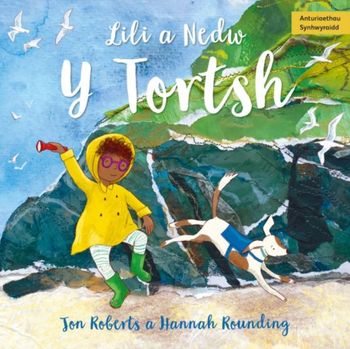 Anturiaethau
Synhwyraidd
Lili a Nedw
Y Tortsh
Jon Roberts a Hannah Rounding